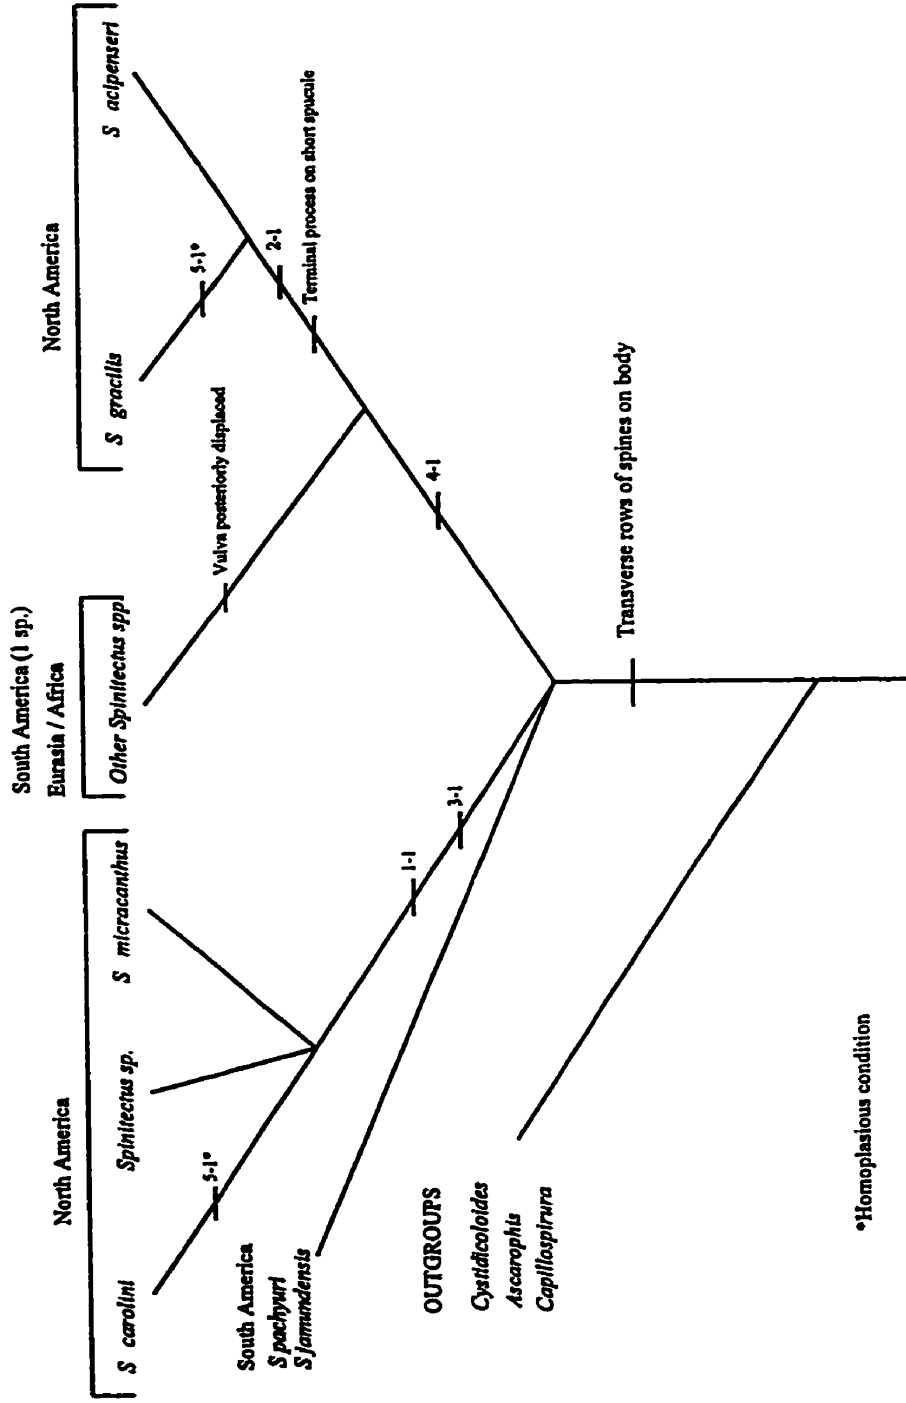 North America
S carolini
Spinitectus sp.
S micracanthus
South America (1 sp.)
Eurasia / Africa
Other Spinitectus spp
North America
S gracilis
S acipenseri
5-1*
1-1
3-1
Vulva posteriorly displaced
5-1*
2-1
Terminal process on short spucule
4-1
South America
S pachyuri
S jamundensis
OUTGROUPS
Cystidicoloides
Ascarophis
Capillospirura
Transverse rows of spines on body
*Homoplasious condition